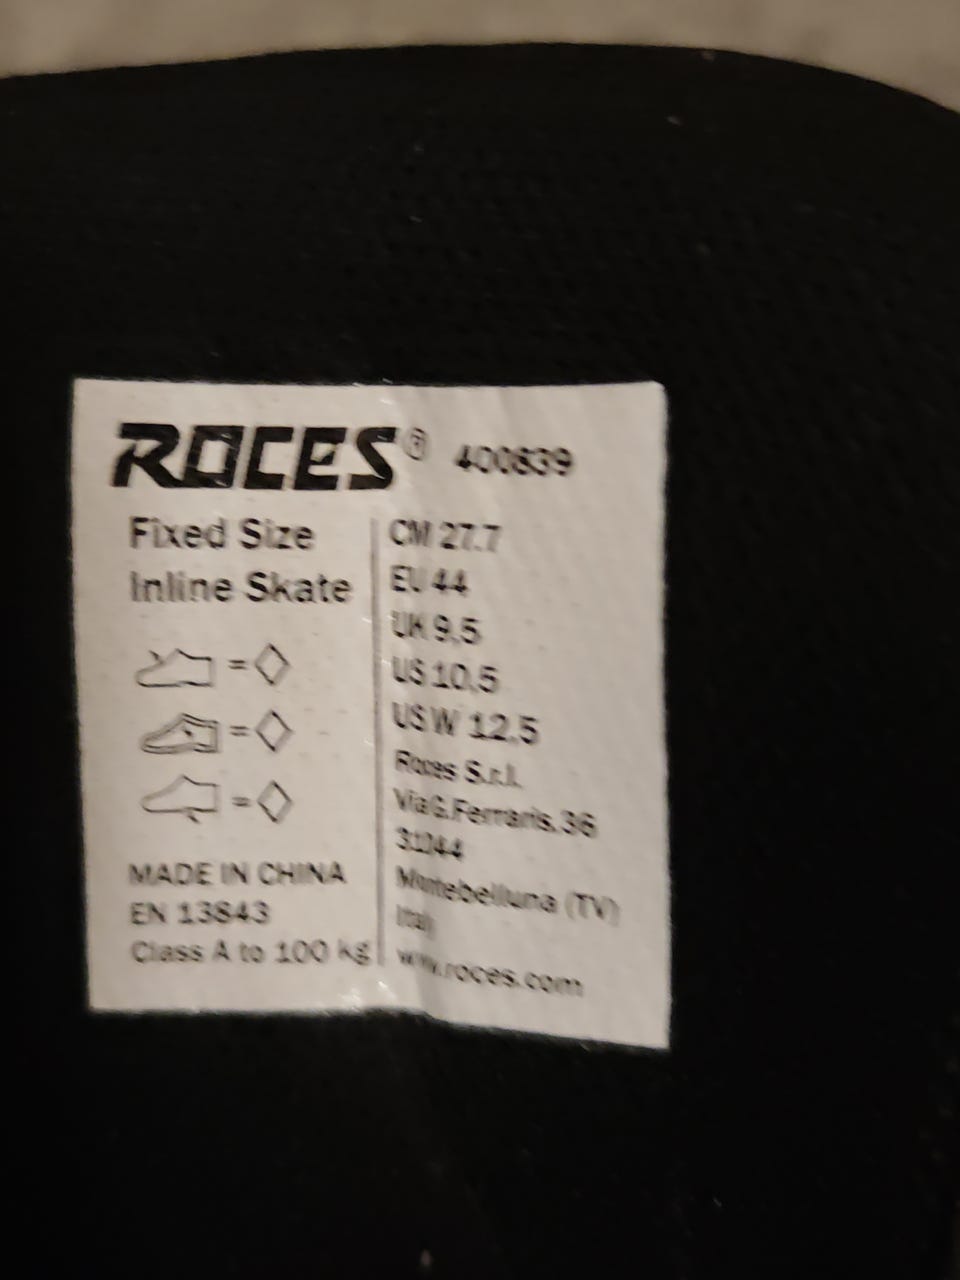 ROCES® 400839
Fixed Size
Inline Skate
=
=
=
MADE IN CHINA
EN 13843
Class A to 100 kg
CM 27.7
EU 44
UK 9.5
US 10.5
US W 12.5
Roces S.r.l.
Via G.Ferraris, 36
31044
Montebelluna (TV)
Italy
www.roces.com